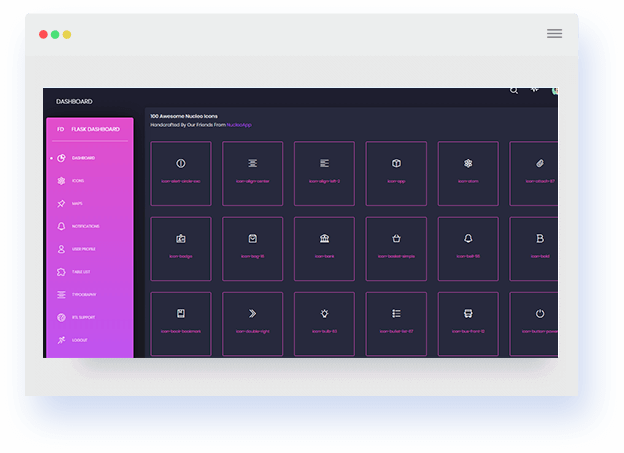 DASHBOARD
FD FLASK DASHBOARD
DASHBOARD
ICONS
MAPS
NOTIFICATIONS
USER PROFILE
TABLE LIST
TYPOGRAPHY
RTL SUPPORT
LOGOUT
100 Awesome Nucleo Icons
Handcrafted By Our Friends From NucleoApp
icon-alert-circle-exc
icon-align-center
icon-align-left-2
icon-app
icon-atom
icon-attach-87
icon-badge
icon-bag-16
icon-bank
icon-basket-simple
icon-bell-55
icon-bold
icon-book-bookmark
icon-double-right
icon-bulb-63
icon-bullet-list-67
icon-bus-front-12
icon-button-power